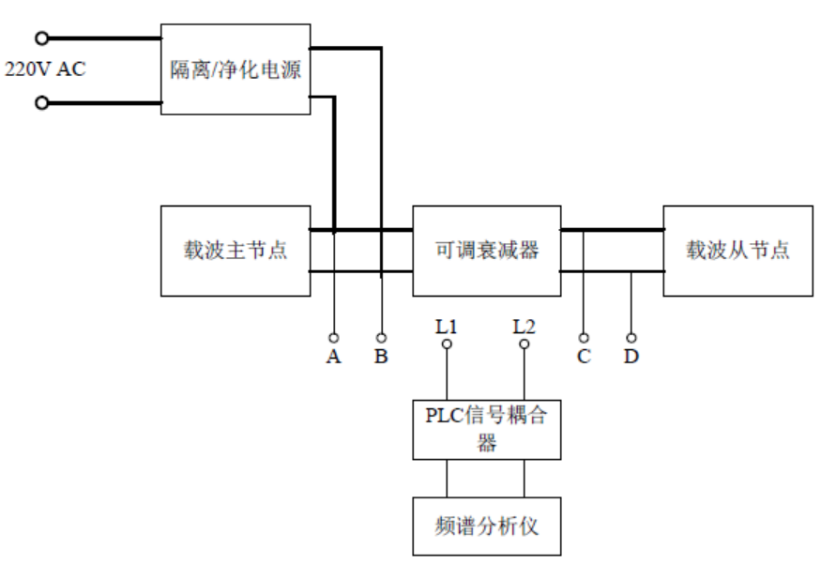 220V AC
隔离/净化电源
载波主节点
可调衰减器
载波从节点
A
B
L1
L2
C
D
PLC信号耦合
器
频谱分析仪